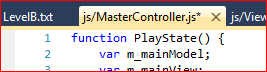 LevelB.txt js/MasterController.js* js/View
1 function PlayState() {
2 var m_mainModel;
3 var m_mainView;